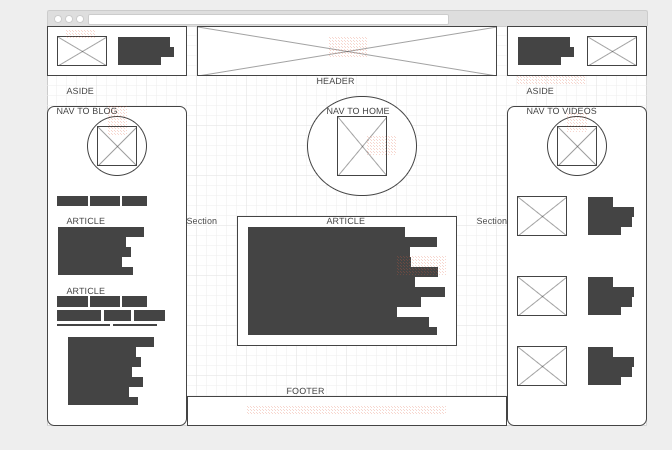 HEADER
ASIDE
ASIDE
NAV TO BLOG
NAV TO HOME
NAV TO VIDEOS
ARTICLE
Section
ARTICLE
Section
ARTICLE
FOOTER